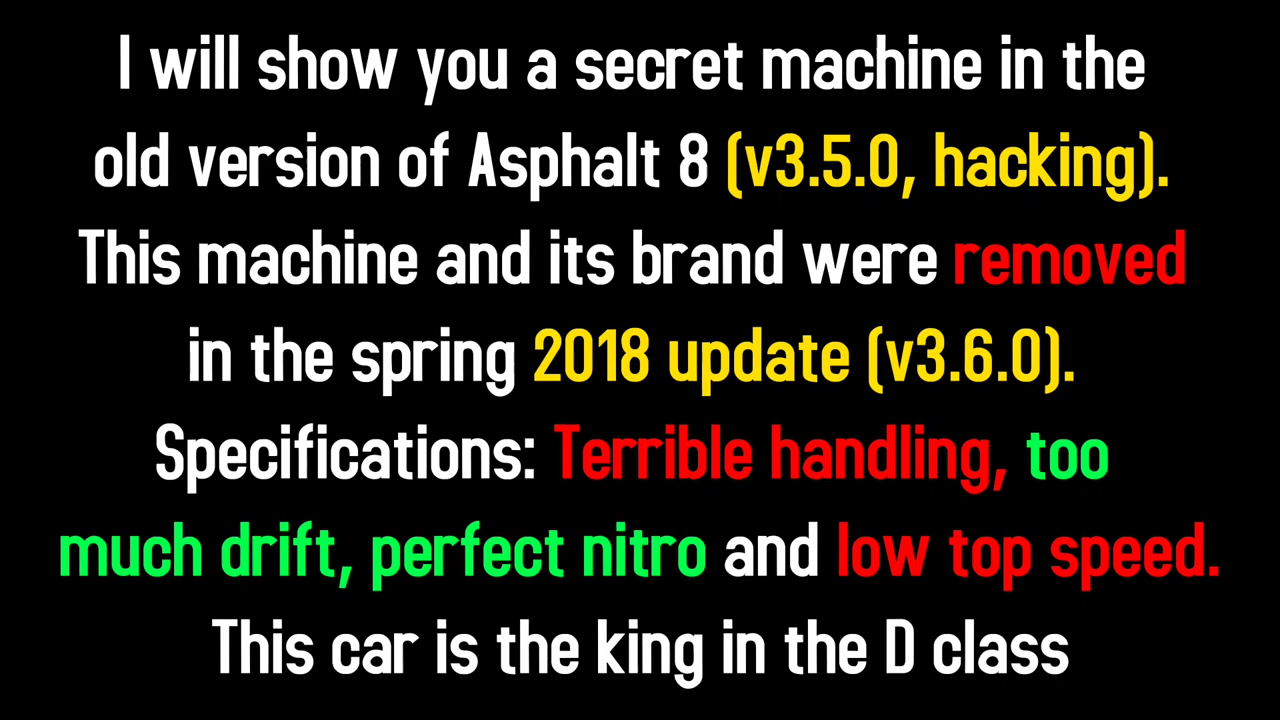 I will show you a secret machine in the
old version of Asphalt 8 (v3.5.0, hacking).
This machine and its brand were removed
in the spring 2018 update (v3.6.0).
Specifications: Terrible handling, too
much drift, perfect nitro and low top speed.
This car is the king in the D class